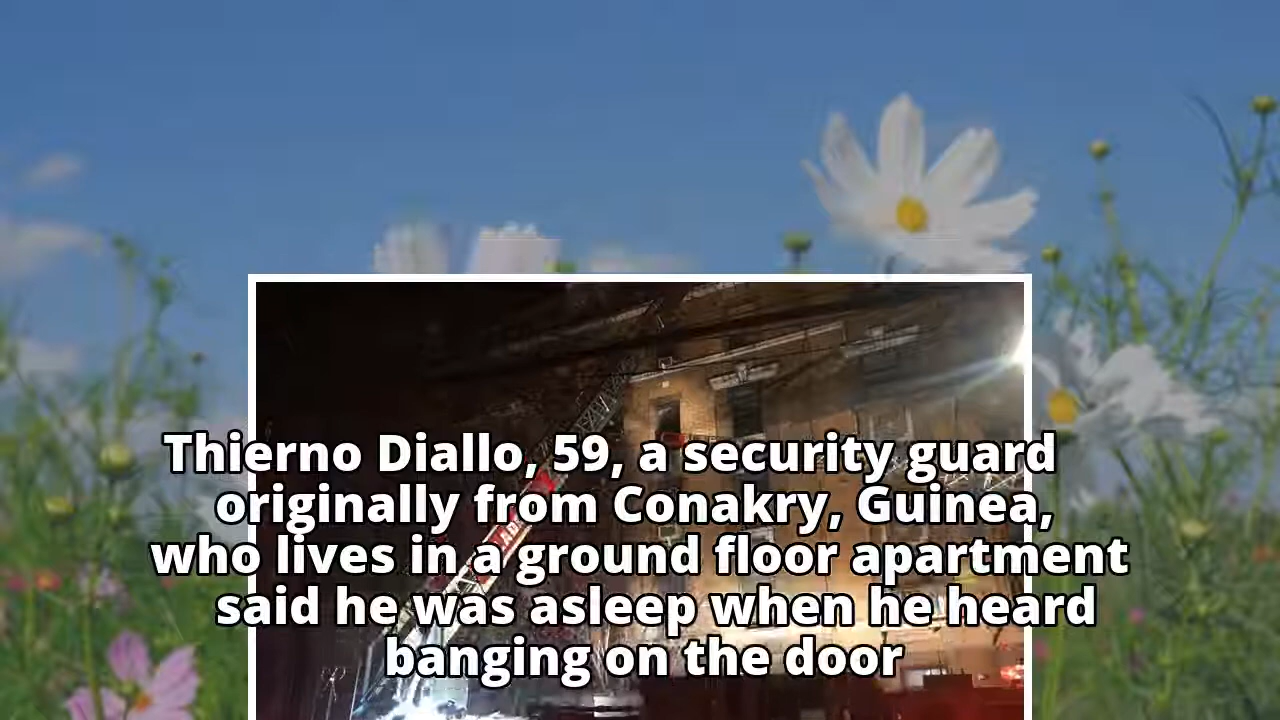 Thierno Diallo, 59, a security guard
originally from Conakry, Guinea,
who lives in a ground floor apartment
said he was asleep when he heard
banging on the door